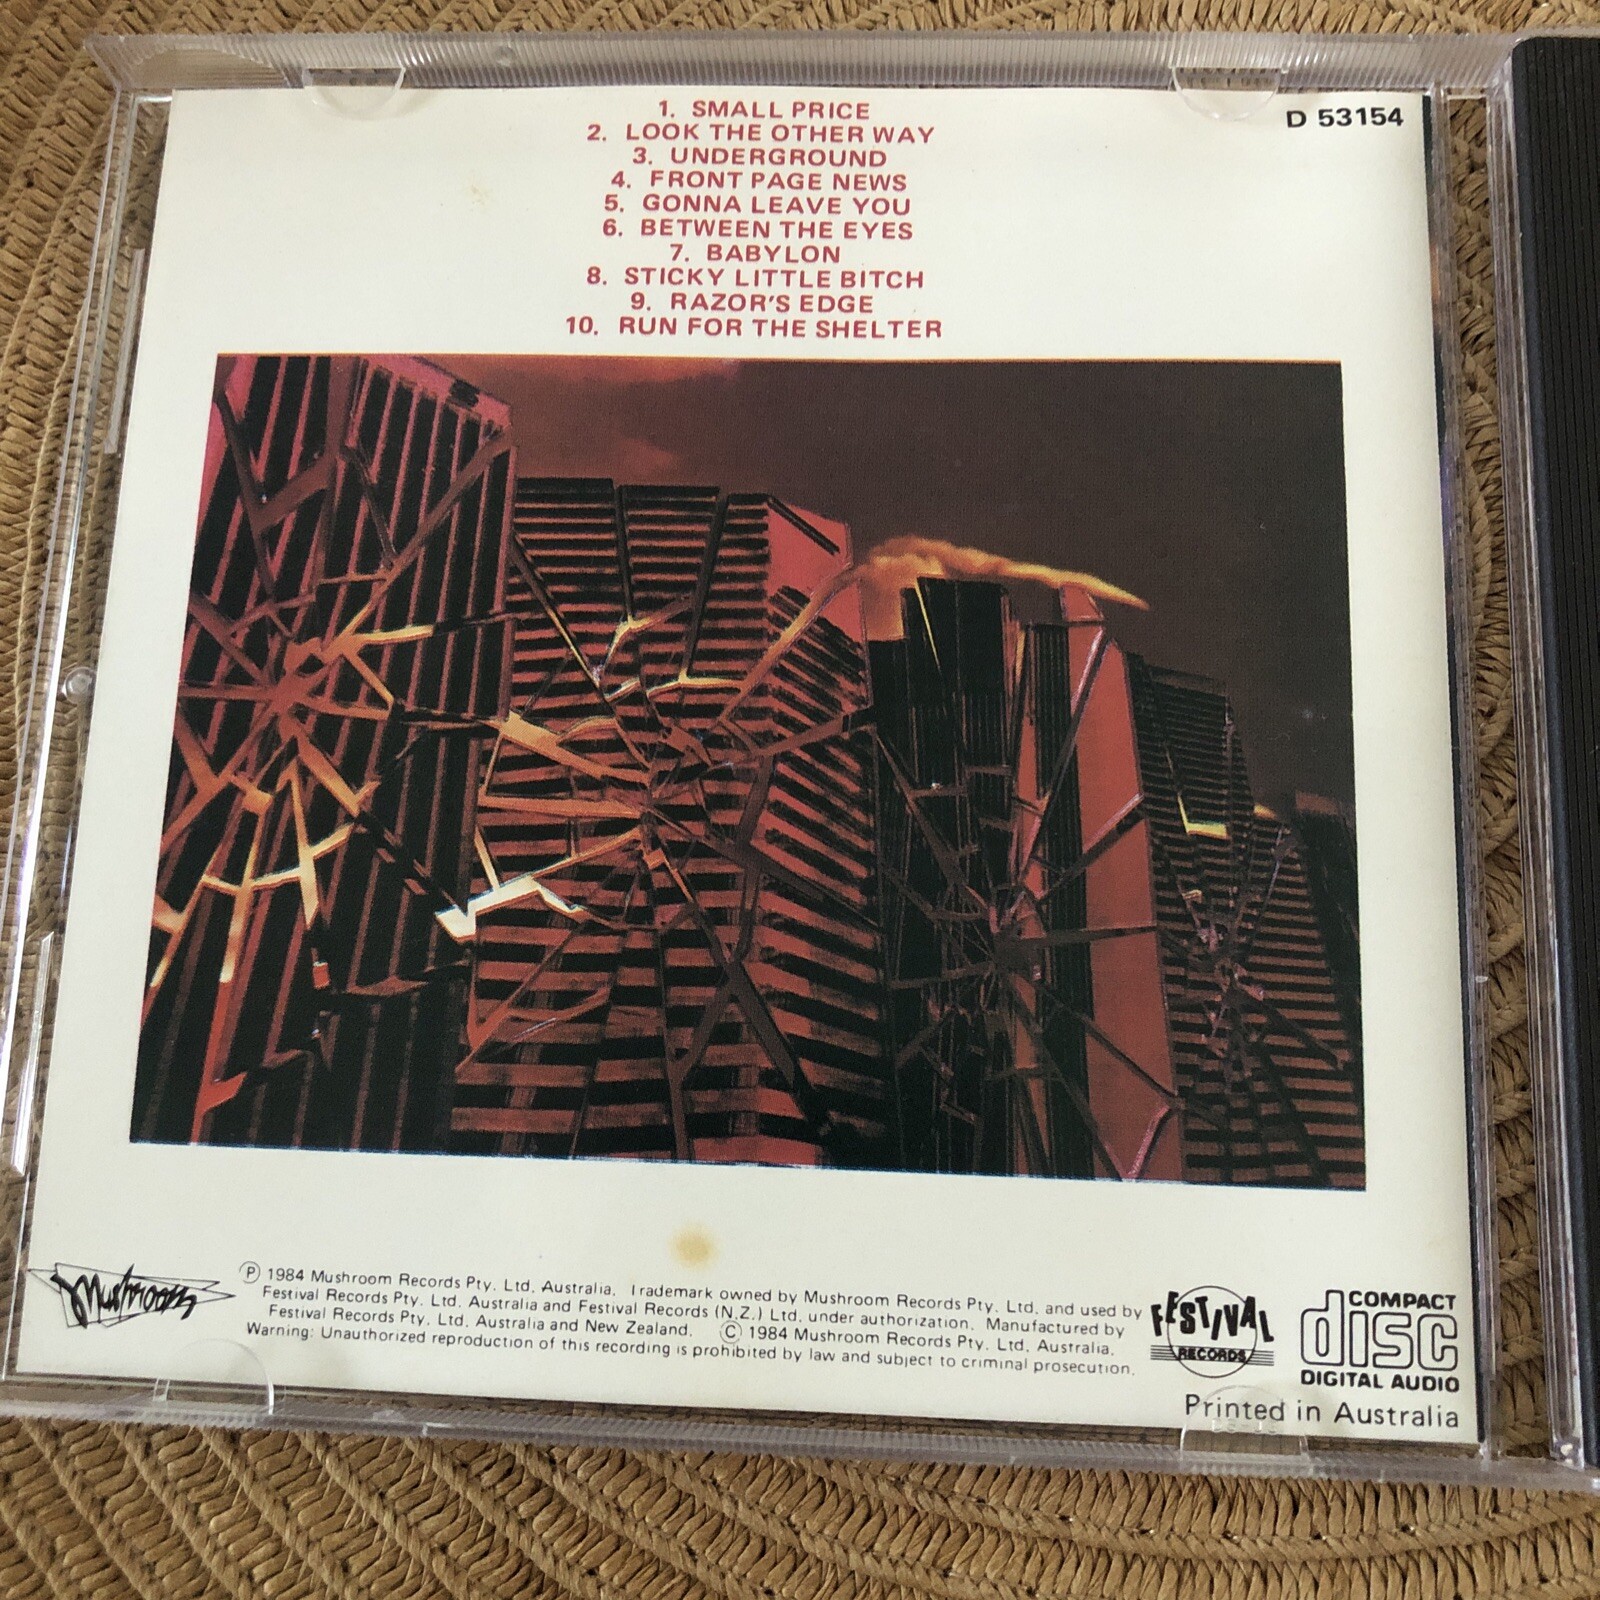 1. SMALL PRICE
2. LOOK THE OTHER WAY
3. UNDERGROUND
4. FRONT PAGE NEWS
5. GONNA LEAVE YOU
6. BETWEEN THE EYES
7. BABYLON
8. STICKY LITTLE BITCH
9. RAZOR'S EDGE
10. RUN FOR THE SHELTER
D 53154
Mushroom
Ⓟ 1984 Mushroom Records Pty. Ltd. Australia. Trademark owned by Mushroom Records Pty. Ltd. and used by
Festival Records Pty. Ltd. Australia and Festival Records (N.Z.) Ltd. under authorization. Manufactured by
Festival Records Pty. Ltd. Australia and New Zealand. © 1984 Mushroom Records Pty. Ltd. Australia.
Warning: Unauthorized reproduction of this recording is prohibited by law and subject to criminal prosecution.
FESTIVAL
RECORDS
COMPACT
disc
DIGITAL AUDIO
Printed in Australia